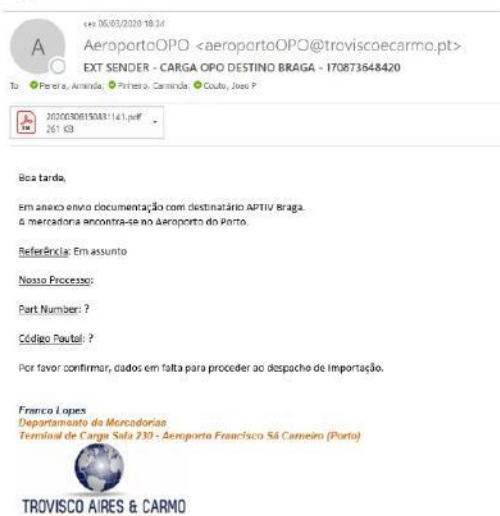 sex 06/03/2020 18:34
A
AeroportoOPO <aeroportoOPO@troviscoecarmo.pt>
EXT SENDER - CARGA OPO DESTINO BRAGA - 170873648420
To Pereira, Arminda; Pinheiro, Carminda; Couto, Joao P
20200306150831141.pdf
261 KB
Boa tarde,
Em anexo envio documentação com destinatário APTIV Braga.
A mercadoria encontra-se no Aeroporto do Porto.
Referência: Em assunto
Nosso Processo:
Part Number: ?
Código Pautal: ?
Por favor confirmar, dados em falta para proceder ao despacho de Importação.
Franco Lopes
Departamento de Mercadorias
Terminal de Carga Sala 230 - Aeroporto Francisco Sá Carneiro (Porto)
TROVISCO AIRES & CARMO